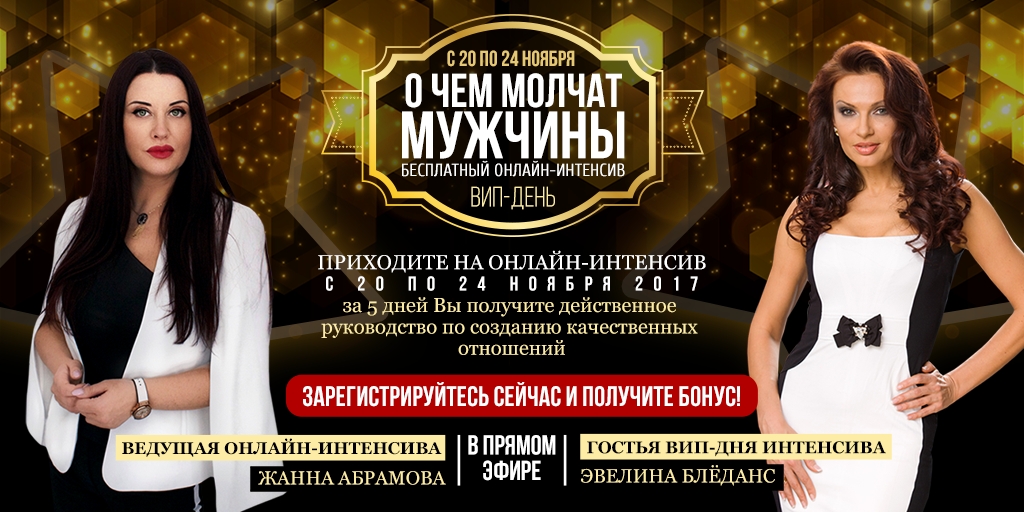 С 20 ПО 24 НОЯБРЯ
О ЧЕМ МОЛЧАТ
МУЖЧИНЫ
БЕСПЛАТНЫЙ ОНЛАЙН-ИНТЕНСИВ
ВИП-ДЕНЬ
ПРИХОДИТЕ НА ОНЛАЙН-ИНТЕНСИВ
С 20 ПО 24 НОЯБРЯ 2017
за 5 дней Вы получите действенное
руководство по созданию качественных
отношений
ЗАРЕГИСТРИРУЙТЕСЬ СЕЙЧАС И ПОЛУЧИТЕ БОНУС!
ВЕДУЩАЯ ОНЛАЙН-ИНТЕНСИВА
ЖАННА АБРАМОВА
В ПРЯМОМ
ЭФИРЕ
ГОСТЬЯ ВИП-ДНЯ ИНТЕНСИВА
ЭВЕЛИНА БЛЁДАНС